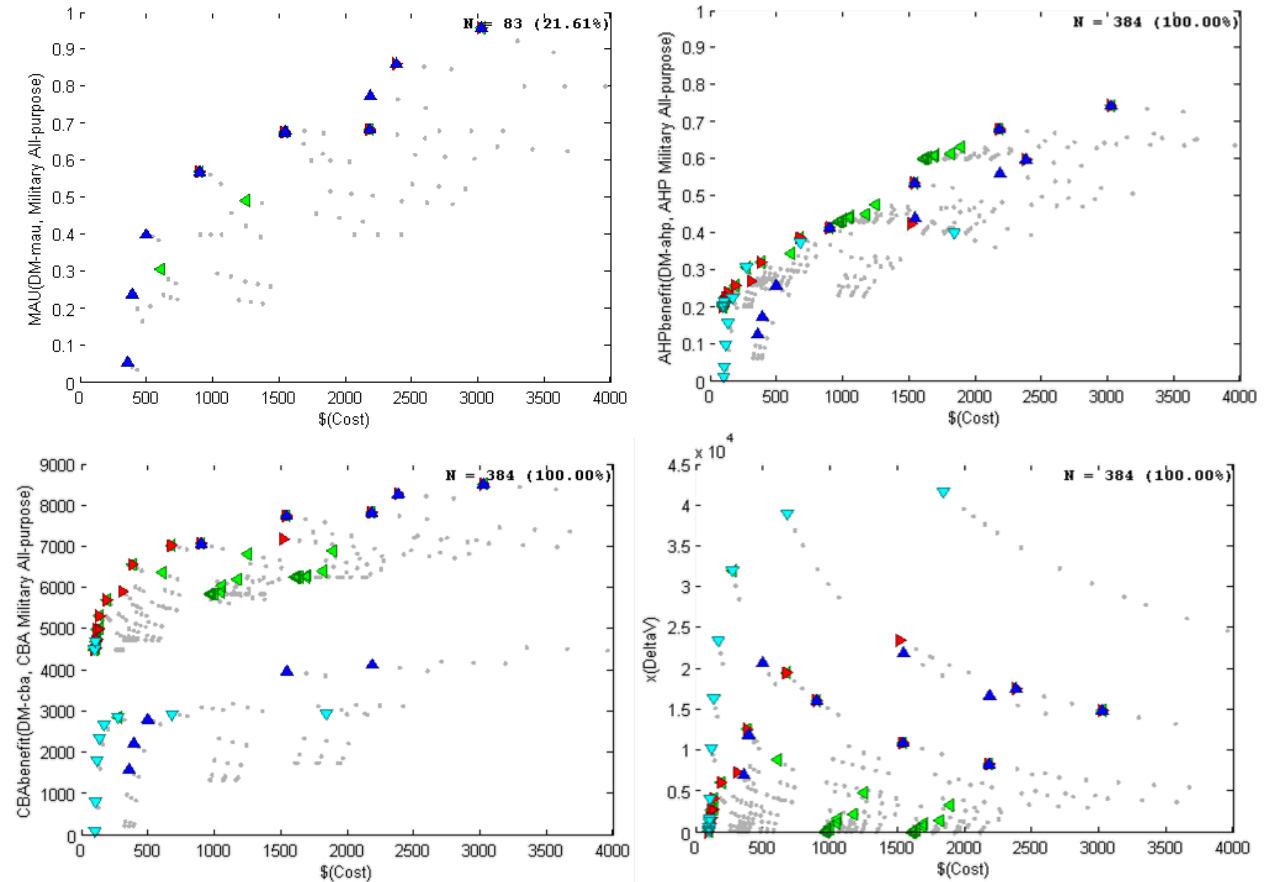 N = 83 (21.61%)
MAU(DM-mau, Military All-purpose)
1
0.9
0.8
0.7
0.6
0.5
0.4
0.3
0.2
0.1
0
0 500 1000 1500 2000 2500 3000 3500 4000
$(Cost)
N = 384 (100.00%)
AHPbenefit(DM-ahp, AHP Military All-purpose)
1
0.9
0.8
0.7
0.6
0.5
0.4
0.3
0.2
0.1
0
0 500 1000 1500 2000 2500 3000 3500 4000
$(Cost)
N = 384 (100.00%)
CBAbenefit(DM-cba, CBA Military All-purpose)
9000
8000
7000
6000
5000
4000
3000
2000
1000
0
0 500 1000 1500 2000 2500 3000 3500 4000
$(Cost)
x 10^4
N = 384 (100.00%)
x(DeltaV)
4.5
4
3.5
3
2.5
2
1.5
1
0.5
0
0 500 1000 1500 2000 2500 3000 3500 4000
$(Cost)